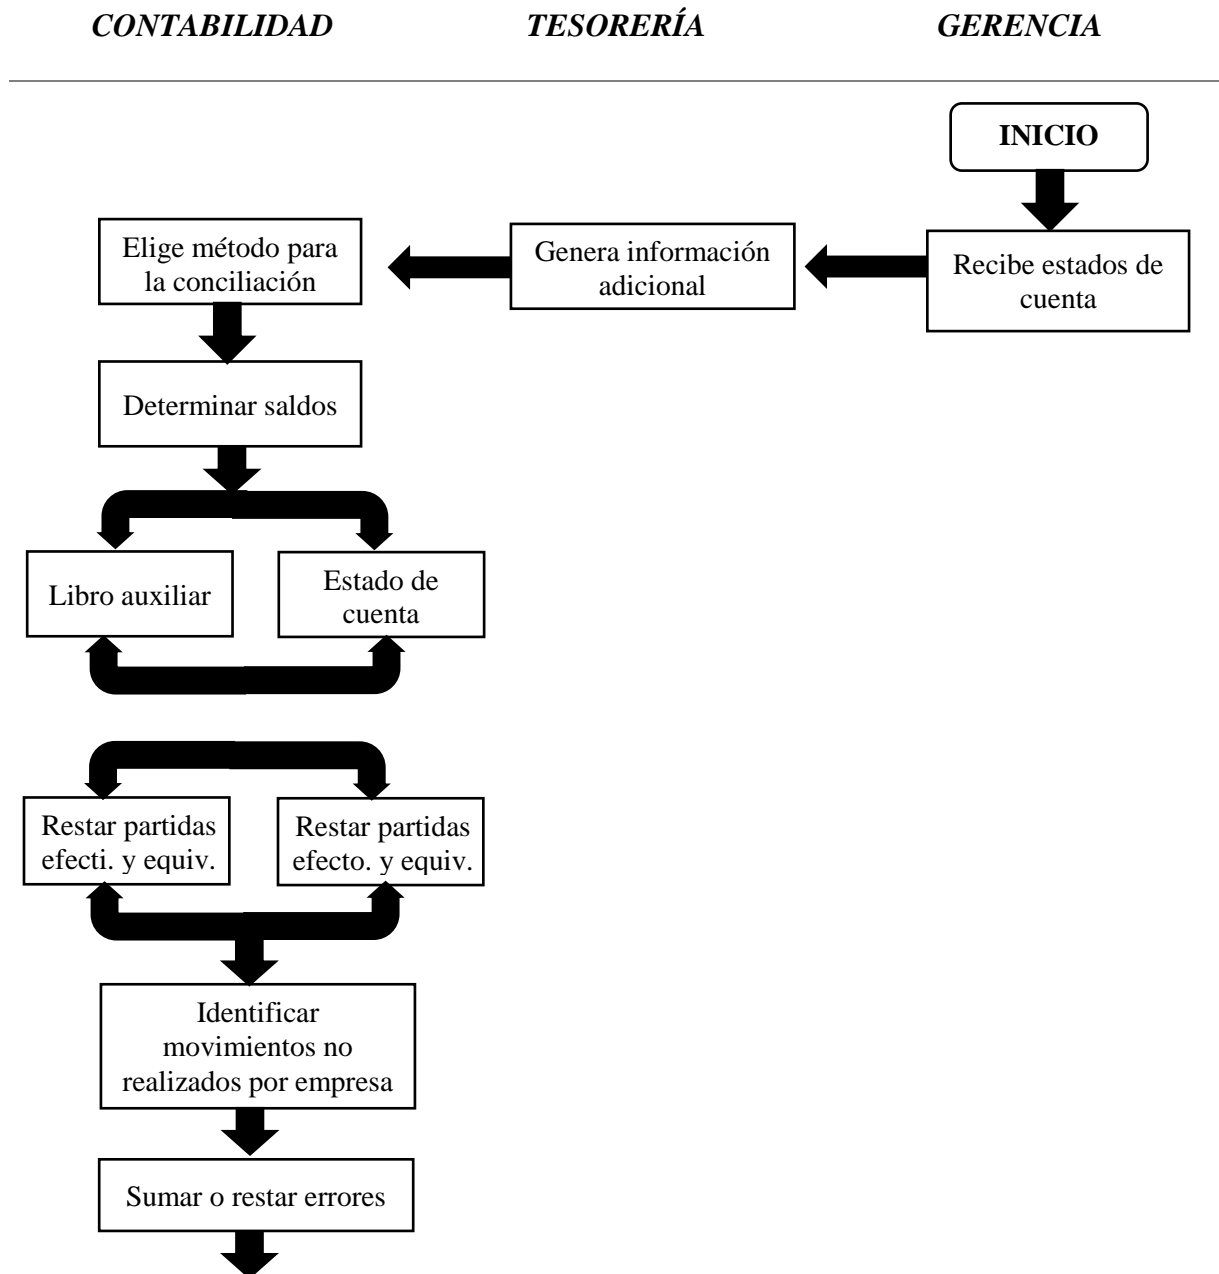 CONTABILIDAD TESORERÍA GERENCIA
INICIO
Elige método para
la conciliación
Genera información
adicional
Recibe estados de
cuenta
Determinar saldos
Libro auxiliar
Estado de
cuenta
Restar partidas
efecti. y equiv.
Restar partidas
efecto. y equiv.
Identificar
movimientos no
realizados por empresa
Sumar o restar errores